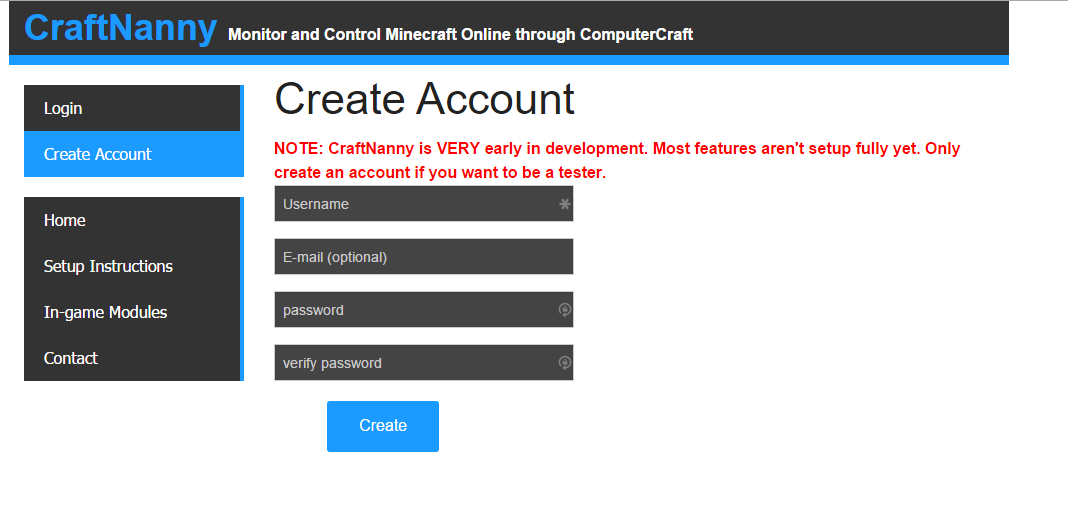 CraftNanny Monitor and Control Minecraft Online through ComputerCraft
Login
Create Account
Home
Setup Instructions
In-game Modules
Contact
Create Account
NOTE: CraftNanny is VERY early in development. Most features aren't setup fully yet. Only
create an account if you want to be a tester.
Username
E-mail (optional)
password
verify password
Create